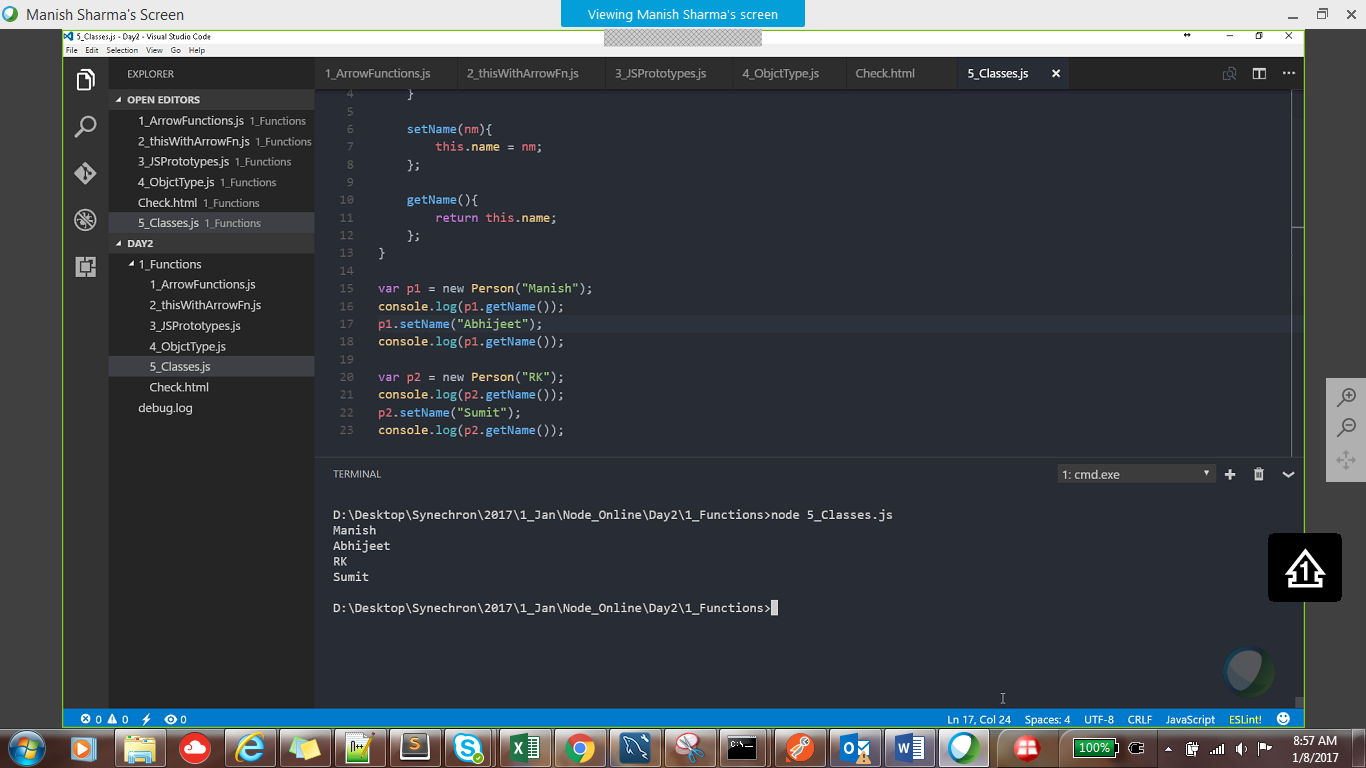 Manish Sharma's Screen
Viewing Manish Sharma's screen
5_Classes.js - Day2 - Visual Studio Code
File Edit Selection View Go Help
EXPLORER
OPEN EDITORS
1_ArrowFunctions.js 1_Functions
2_thisWithArrowFn.js 1_Functions
3_JSPrototypes.js 1_Functions
4_ObjctType.js 1_Functions
Check.html 1_Functions
5_Classes.js 1_Functions
DAY2
1_Functions
1_ArrowFunctions.js
2_thisWithArrowFn.js
3_JSPrototypes.js
4_ObjctType.js
5_Classes.js
Check.html
debug.log
1_ArrowFunctions.js 2_thisWithArrowFn.js 3_JSPrototypes.js 4_ObjctType.js Check.html 5_Classes.js
4 }
5
6 setName(nm){
7 this.name = nm;
8 };
9
10 getName(){
11 return this.name;
12 };
13 }
14
15 var p1 = new Person("Manish");
16 console.log(p1.getName());
17 p1.setName("Abhijeet");
18 console.log(p1.getName());
19
20 var p2 = new Person("RK");
21 console.log(p2.getName());
22 p2.setName("Sumit");
23 console.log(p2.getName());
TERMINAL
1: cmd.exe
D:\Desktop\Synechron\2017\1_Jan\Node_Online\Day2\1_Functions>node 5_Classes.js
Manish
Abhijeet
RK
Sumit
D:\Desktop\Synechron\2017\1_Jan\Node_Online\Day2\1_Functions>
1
0 0 0
Ln 17, Col 24 Spaces: 4 UTF-8 CRLF JavaScript ESLint!
100%
8:57 AM
1/8/2017